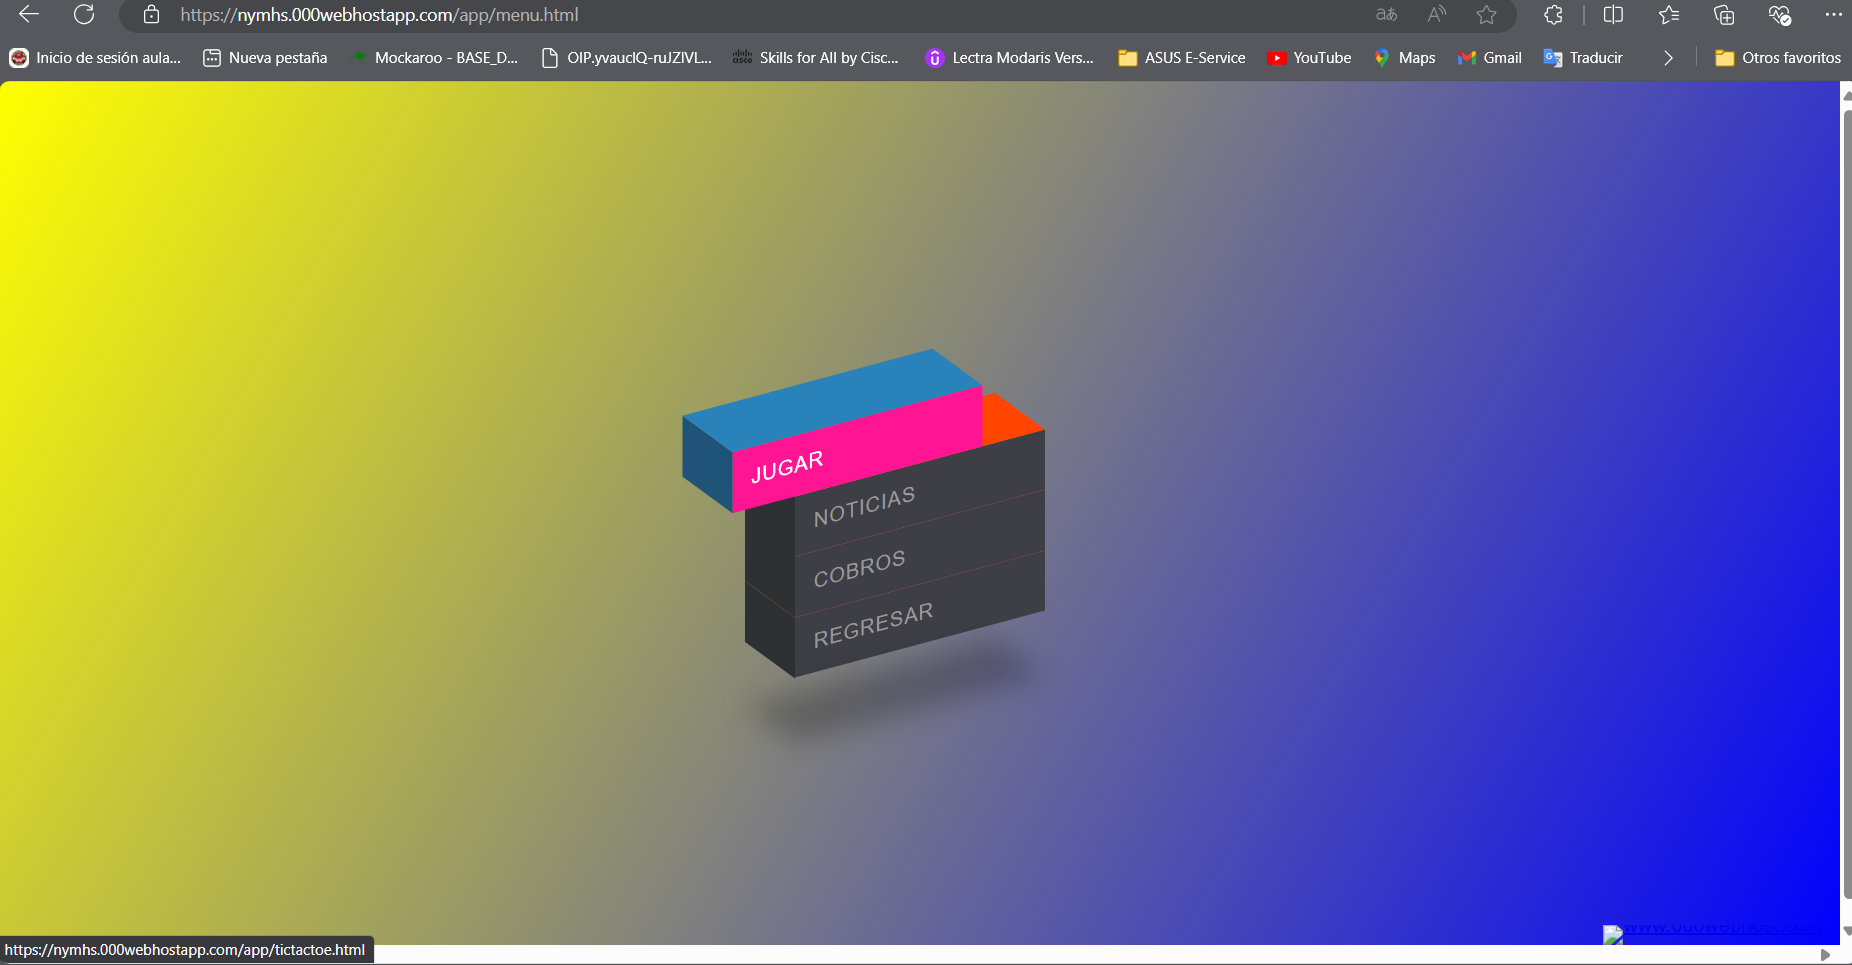 https://nymhs.000webhostapp.com/app/menu.html
aあ
A
Inicio de sesión aula... Nueva pestaña Mockaroo - BASE_D... OIP.yvauclQ-ruJZIVL... Skills for All by Cisc... Lectra Modaris Vers... ASUS E-Service YouTube Maps Gmail Traducir Otros favoritos
JUGAR
NOTICIAS
COBROS
REGRESAR
www.000webhost.com
https://nymhs.000webhostapp.com/app/tictactoe.html